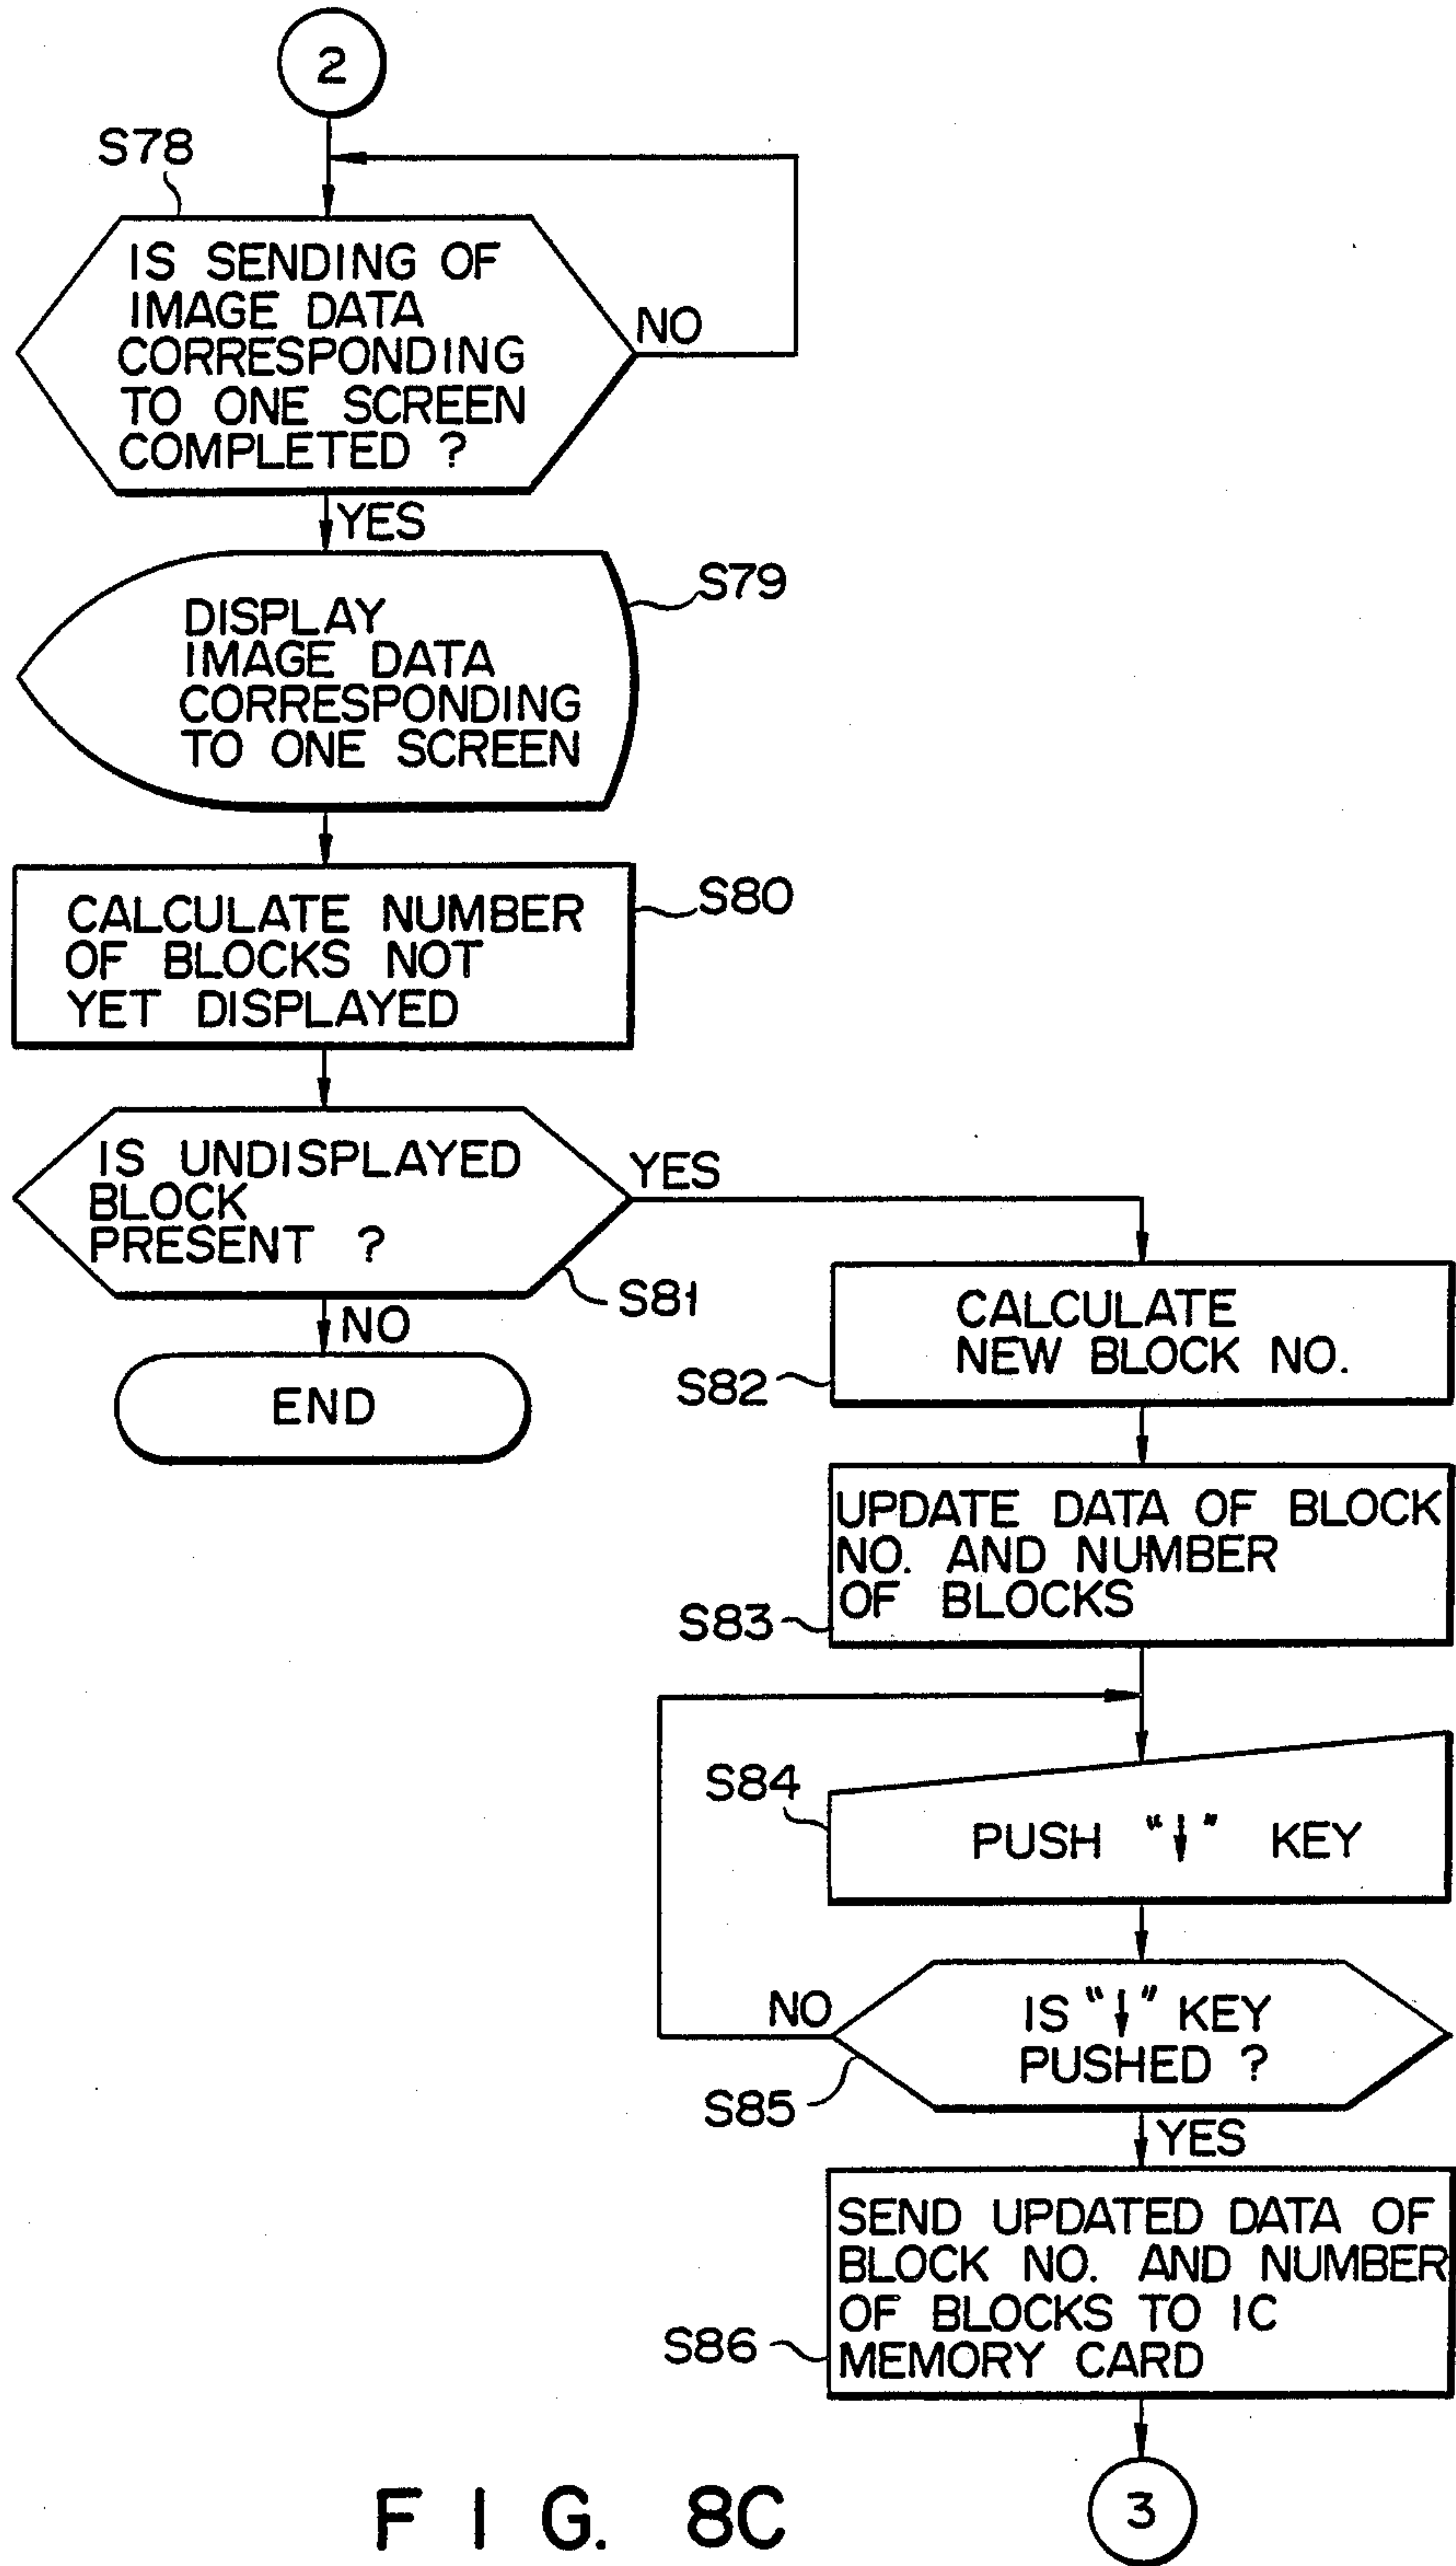 2
S78
IS SENDING OF
IMAGE DATA
CORRESPONDING
TO ONE SCREEN
COMPLETED ?
NO
YES
DISPLAY
IMAGE DATA
CORRESPONDING
TO ONE SCREEN
S79
CALCULATE NUMBER
OF BLOCKS NOT
YET DISPLAYED
S80
IS UNDISPLAYED
BLOCK
PRESENT ?
YES
S81
NO
END
CALCULATE
NEW BLOCK NO.
S82
UPDATE DATA OF BLOCK
NO. AND NUMBER
OF BLOCKS
S83
S84
PUSH "↓" KEY
NO
IS "↓" KEY
PUSHED ?
S85
YES
SEND UPDATED DATA OF
BLOCK NO. AND NUMBER
OF BLOCKS TO IC
MEMORY CARD
S86
3
FIG. 8C